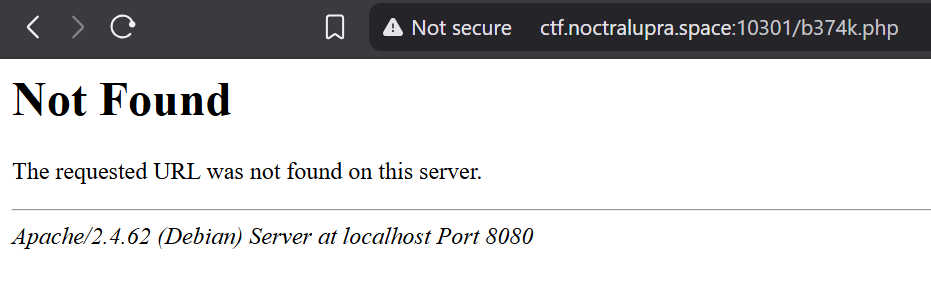 Not secure ctf.noctralupra.space:10301/b374k.php
Not Found
The requested URL was not found on this server.
Apache/2.4.62 (Debian) Server at localhost Port 8080